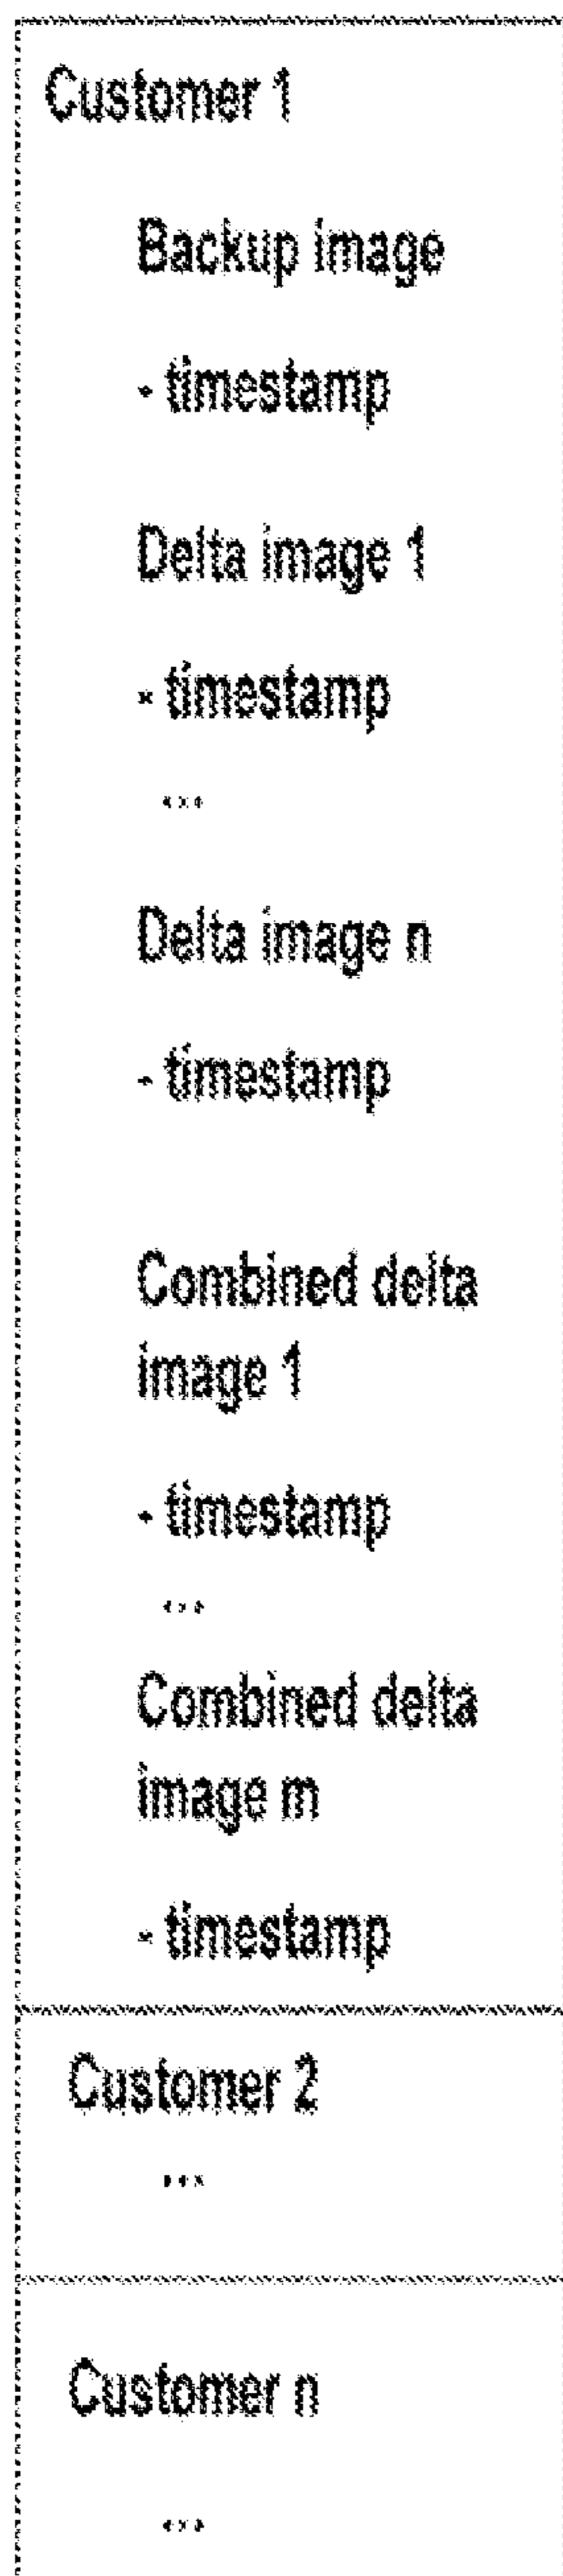 Customer 1
Backup image
- timestamp
Delta image 1
- timestamp
...
Delta image n
- timestamp
Combined delta
image 1
- timestamp
...
Combined delta
image m
- timestamp
Customer 2
...
Customer n
...